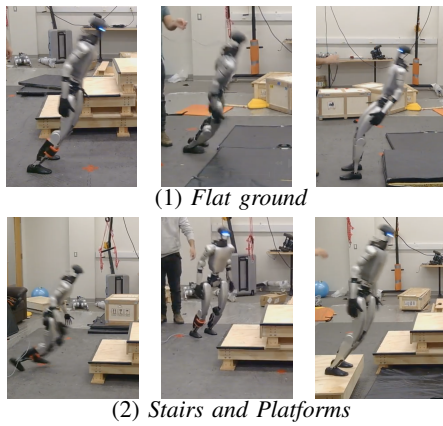 (1) Flat ground
(2) Stairs and Platforms